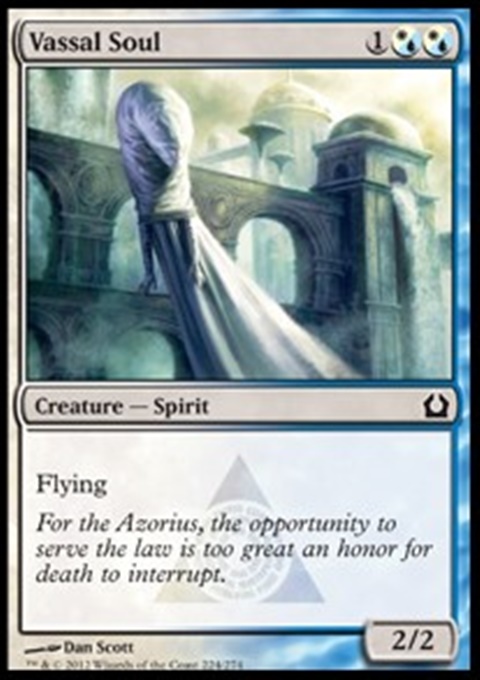 Vassal Soul 1
Creature — Spirit
Flying
For the Azorius, the opportunity to
serve the law is too great an honor for
death to interrupt.
Dan Scott
™ & © 2012 Wizards of the Coast 224/274
2/2